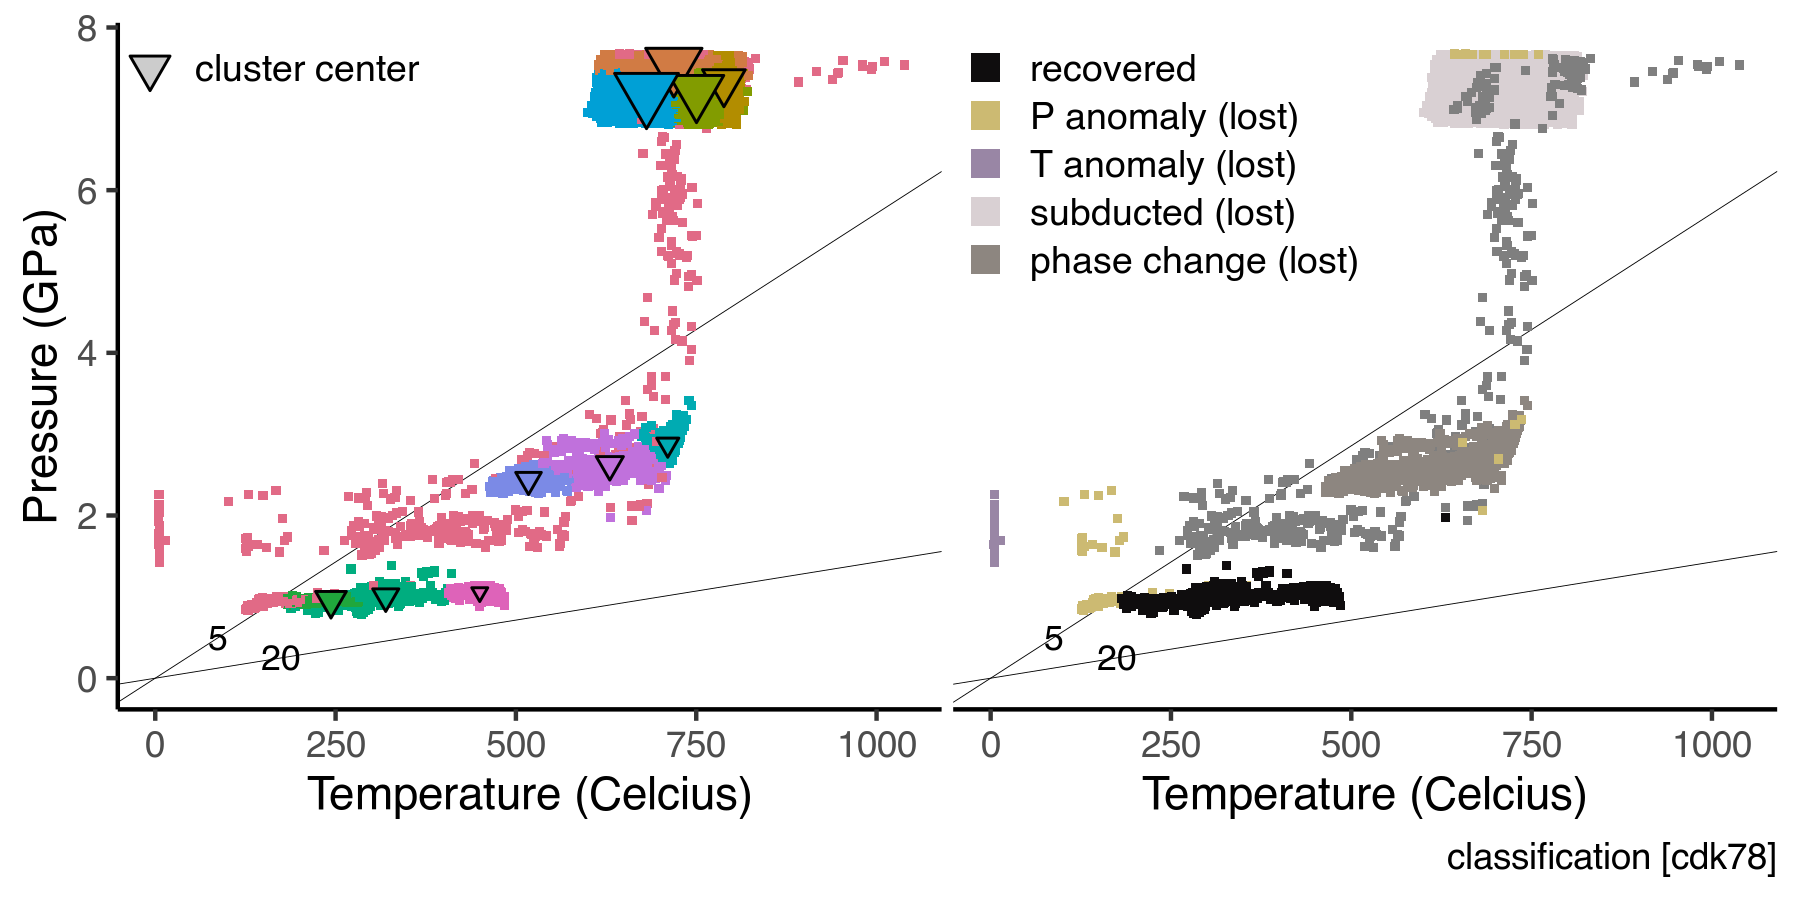 8
6
4
2
0
Pressure (GPa)
cluster center
5
20
0 250 500 750 1000
Temperature (Celcius)
recovered
P anomaly (lost)
T anomaly (lost)
subducted (lost)
phase change (lost)
5
20
0 250 500 750 1000
Temperature (Celcius)
classification [cdk78]